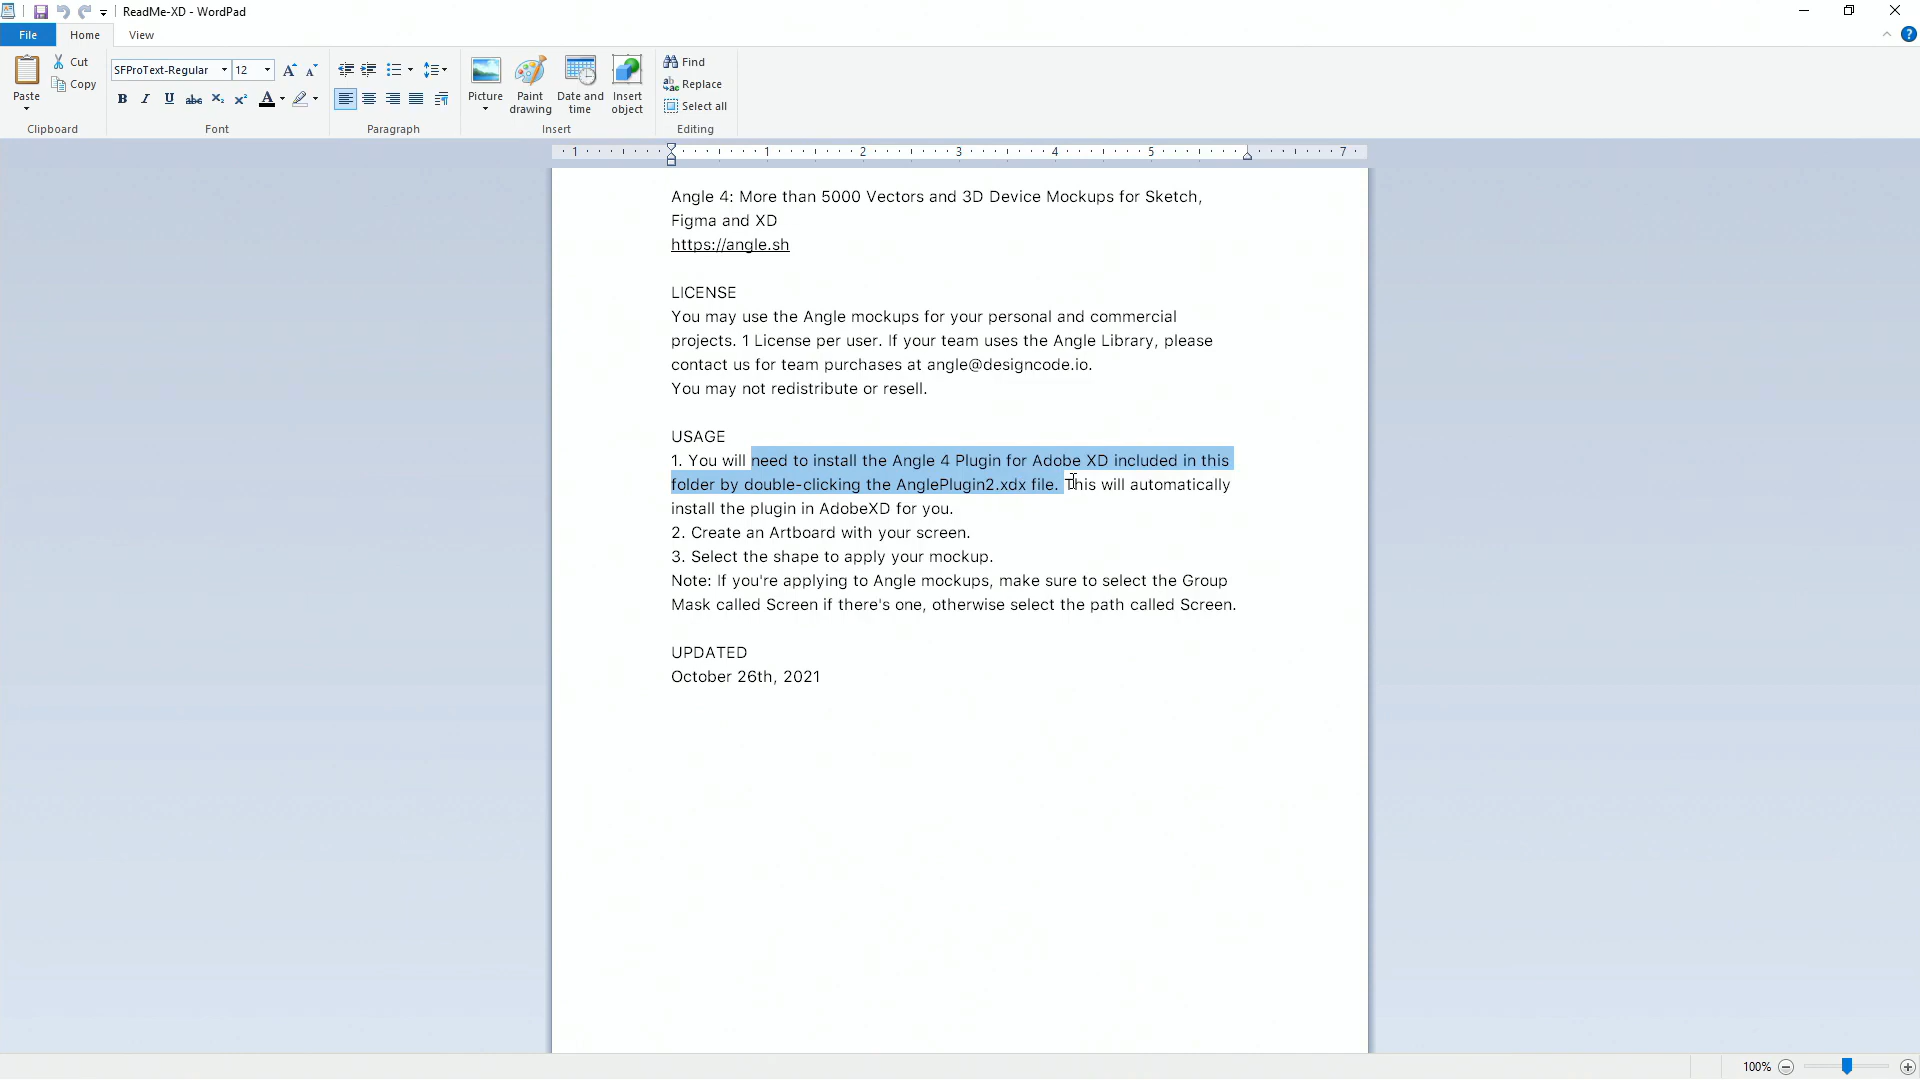 ReadMe-XD - WordPad
File
Home
View
Paste
Cut
Copy
Clipboard
SFProText-Regular
12
Font
Paragraph
Picture
Paint drawing
Date and time
Insert object
Insert
Find
Replace
Select all
Editing
1 1 2 3 4 5 7
Angle 4: More than 5000 Vectors and 3D Device Mockups for Sketch,
Figma and XD
https://angle.sh
LICENSE
You may use the Angle mockups for your personal and commercial
projects. 1 License per user. If your team uses the Angle Library, please
contact us for team purchases at angle@designcode.io.
You may not redistribute or resell.
USAGE
1. You will need to install the Angle 4 Plugin for Adobe XD included in this
folder by double-clicking the AnglePlugin2.xdx file. This will automatically
install the plugin in AdobeXD for you.
2. Create an Artboard with your screen.
3. Select the shape to apply your mockup.
Note: If you're applying to Angle mockups, make sure to select the Group
Mask called Screen if there's one, otherwise select the path called Screen.
UPDATED
October 26th, 2021
100%